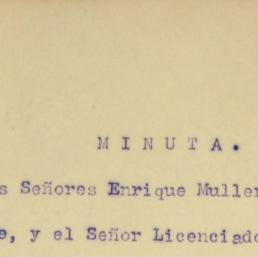 M I N U T A .
s Señores Enrique Muller
e, y el Señor Licenciado